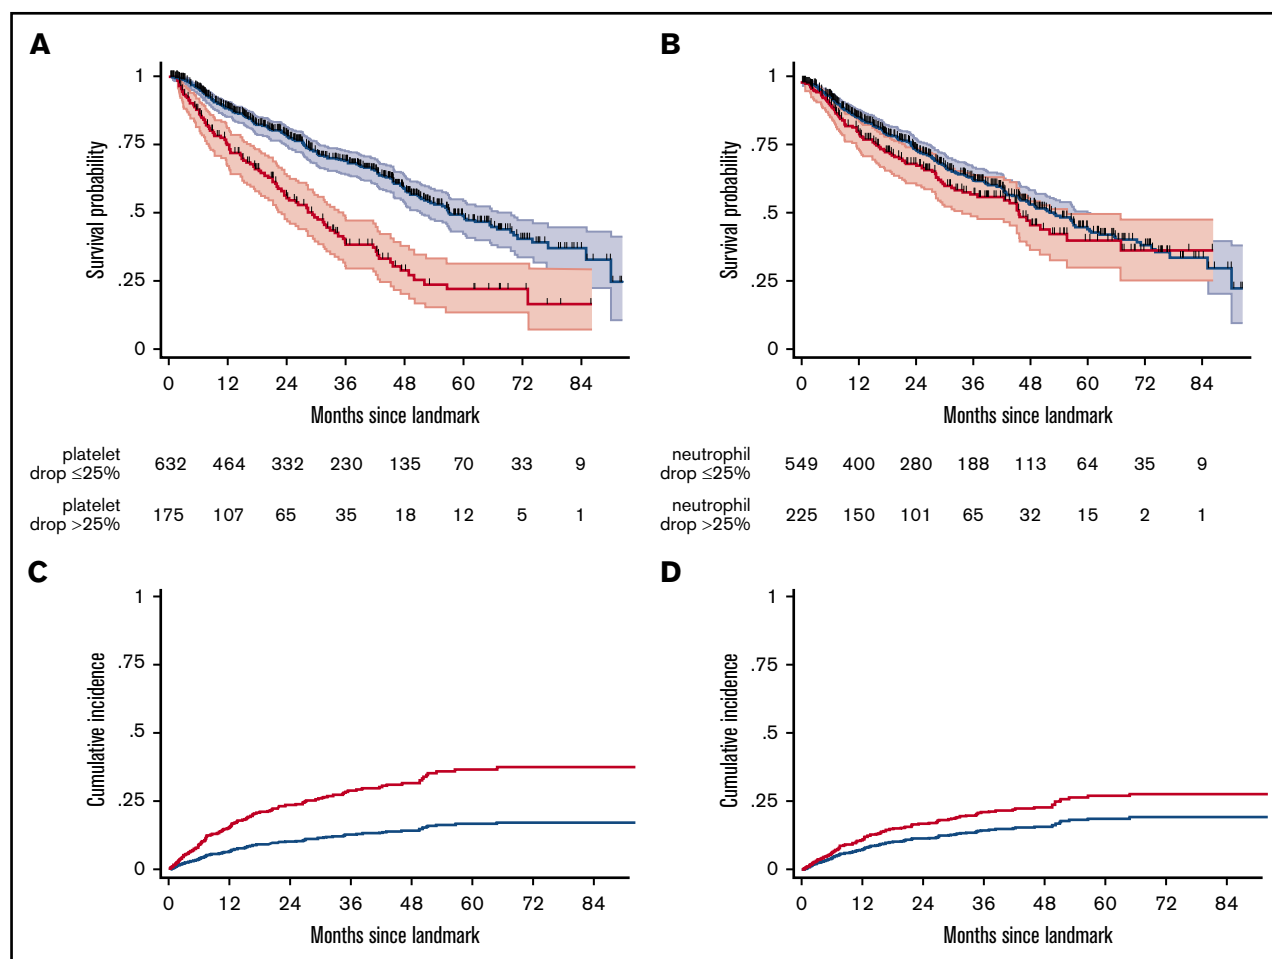 A
B
1
.75
.5
.25
0
Survival probability
0 12 24 36 48 60 72 84
Months since landmark
1
.75
.5
.25
0
Survival probability
0 12 24 36 48 60 72 84
Months since landmark
platelet
drop ≤25%
632 464 332 230 135 70 33 9
platelet
drop >25%
175 107 65 35 18 12 5 1
neutrophil
drop ≤25%
549 400 280 188 113 64 35 9
neutrophil
drop >25%
225 150 101 65 32 15 2 1
C
D
1
.75
.5
.25
0
Cumulative incidence
0 12 24 36 48 60 72 84
Months since landmark
1
.75
.5
.25
0
Cumulative incidence
0 12 24 36 48 60 72 84
Months since landmark